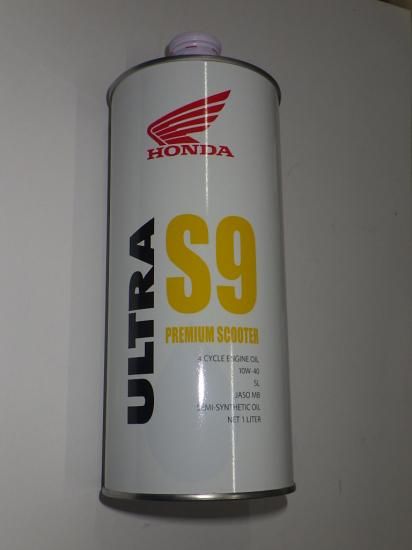 HONDA
ULTRA
S9
PREMIUM SCOOTER
4 CYCLE ENGINE OIL
10W-40
SL
JASO MB
SEMI-SYNTHETIC OIL
NET 1 LITER